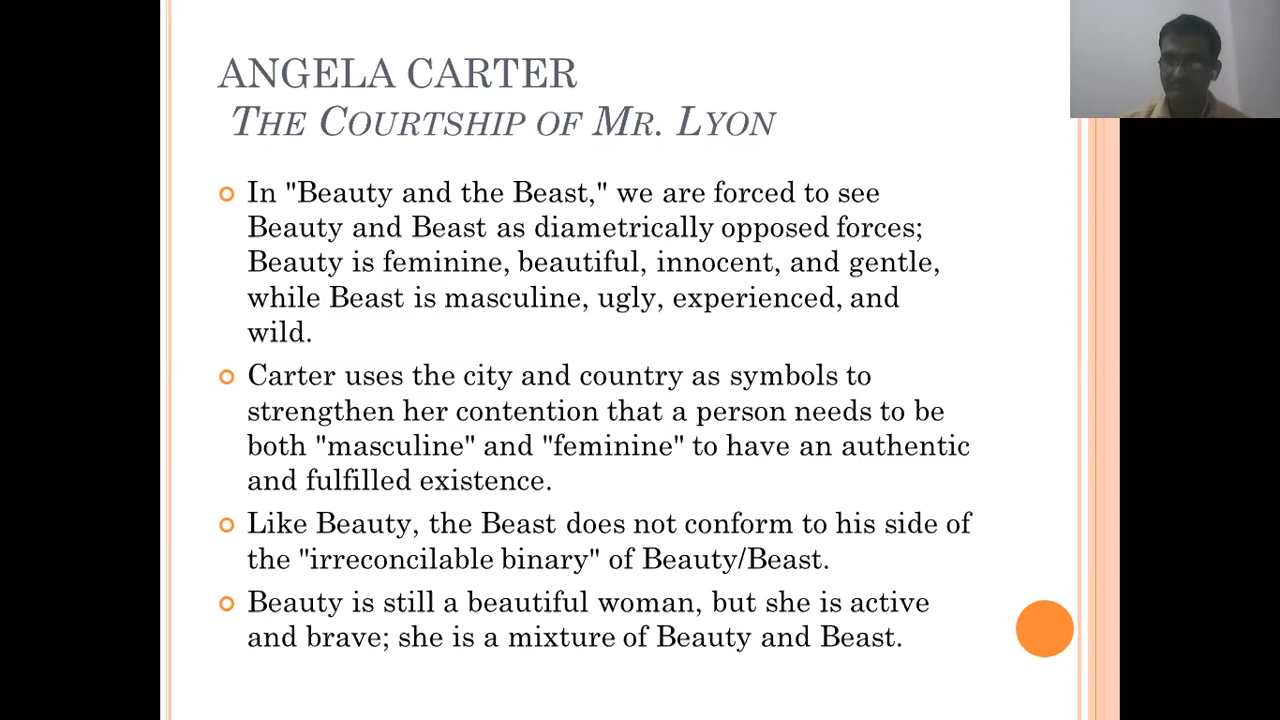 ANGELA CARTER
THE COURTSHIP OF MR. LYON
In "Beauty and the Beast," we are forced to see
Beauty and Beast as diametrically opposed forces;
Beauty is feminine, beautiful, innocent, and gentle,
while Beast is masculine, ugly, experienced, and
wild.
Carter uses the city and country as symbols to
strengthen her contention that a person needs to be
both "masculine" and "feminine" to have an authentic
and fulfilled existence.
Like Beauty, the Beast does not conform to his side of
the "irreconcilable binary" of Beauty/Beast.
Beauty is still a beautiful woman, but she is active
and brave; she is a mixture of Beauty and Beast.